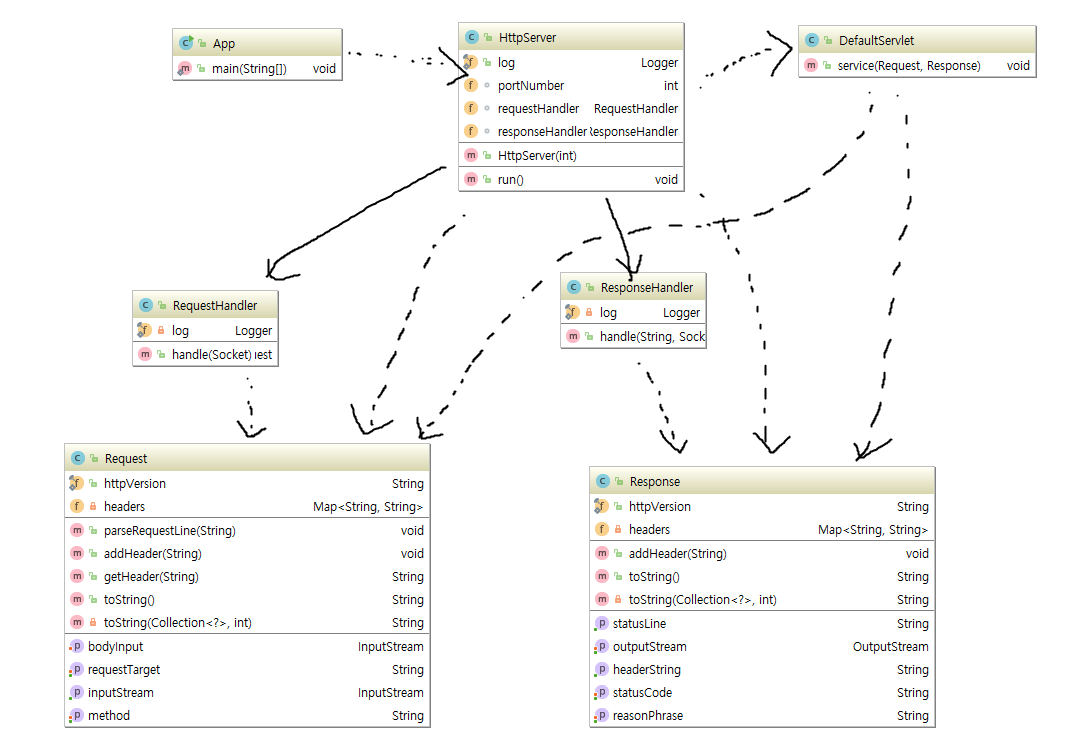 App
main(String[]) void
HttpServer
log Logger
portNumber int
requestHandler RequestHandler
responseHandler ResponseHandler
HttpServer(int)
run() void
DefaultServlet
service(Request, Response) void
RequestHandler
log Logger
handle(Socket) est
ResponseHandler
log Logger
handle(String, Sock
Request
httpVersion String
headers Map<String, String>
parseRequestLine(String) void
addHeader(String) void
getHeader(String) String
toString() String
toString(Collection<?>, int) String
bodyInput InputStream
requestTarget String
inputStream InputStream
method String
Response
httpVersion String
headers Map<String, String>
addHeader(String) void
toString() String
toString(Collection<?>, int) String
statusLine String
outputStream OutputStream
headerString String
statusCode String
reasonPhrase String